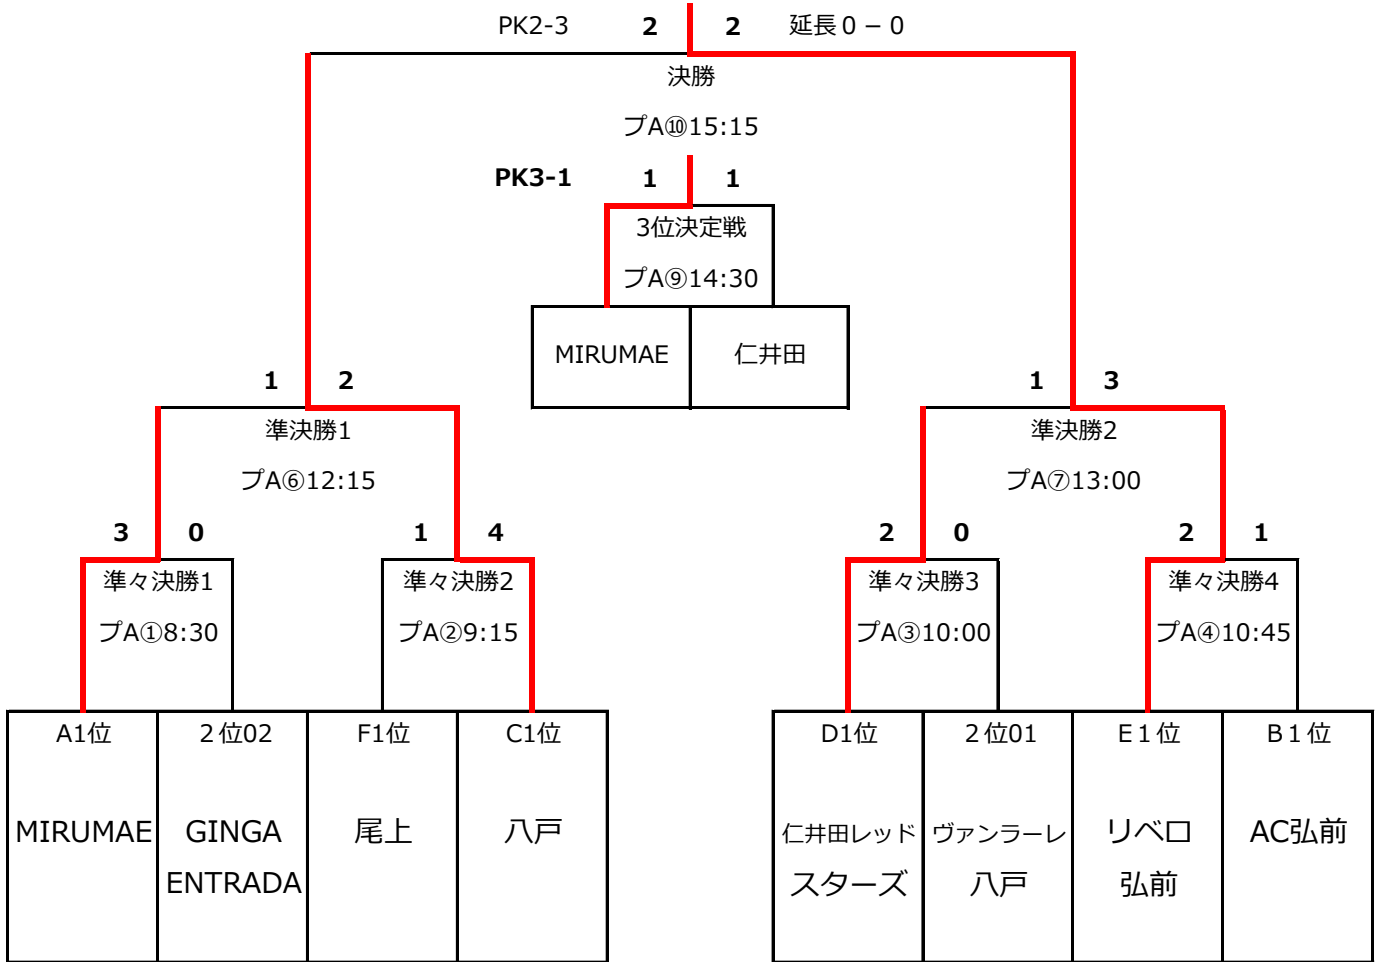 PK2-3 2 2 延長０－０
決勝
プA⑩15:15
PK3-1 1 1
3位決定戦
プA⑨14:30
MIRUMAE 仁井田
1 2 1 3
準決勝1 準決勝2
プA⑥12:15 プA⑦13:00
3 0 1 4 2 0 2 1
準々決勝1 準々決勝2 準々決勝3 準々決勝4
プA①8:30 プA②9:15 プA③10:00 プA④10:45
A1位 ２位02 F1位 C1位 D1位 ２位01 E１位 B１位
MIRUMAE GINGA 尾上 八戸 仁井田レッド ヴァンラーレ リベロ AC弘前
ENTRADA スターズ 八戸 弘前